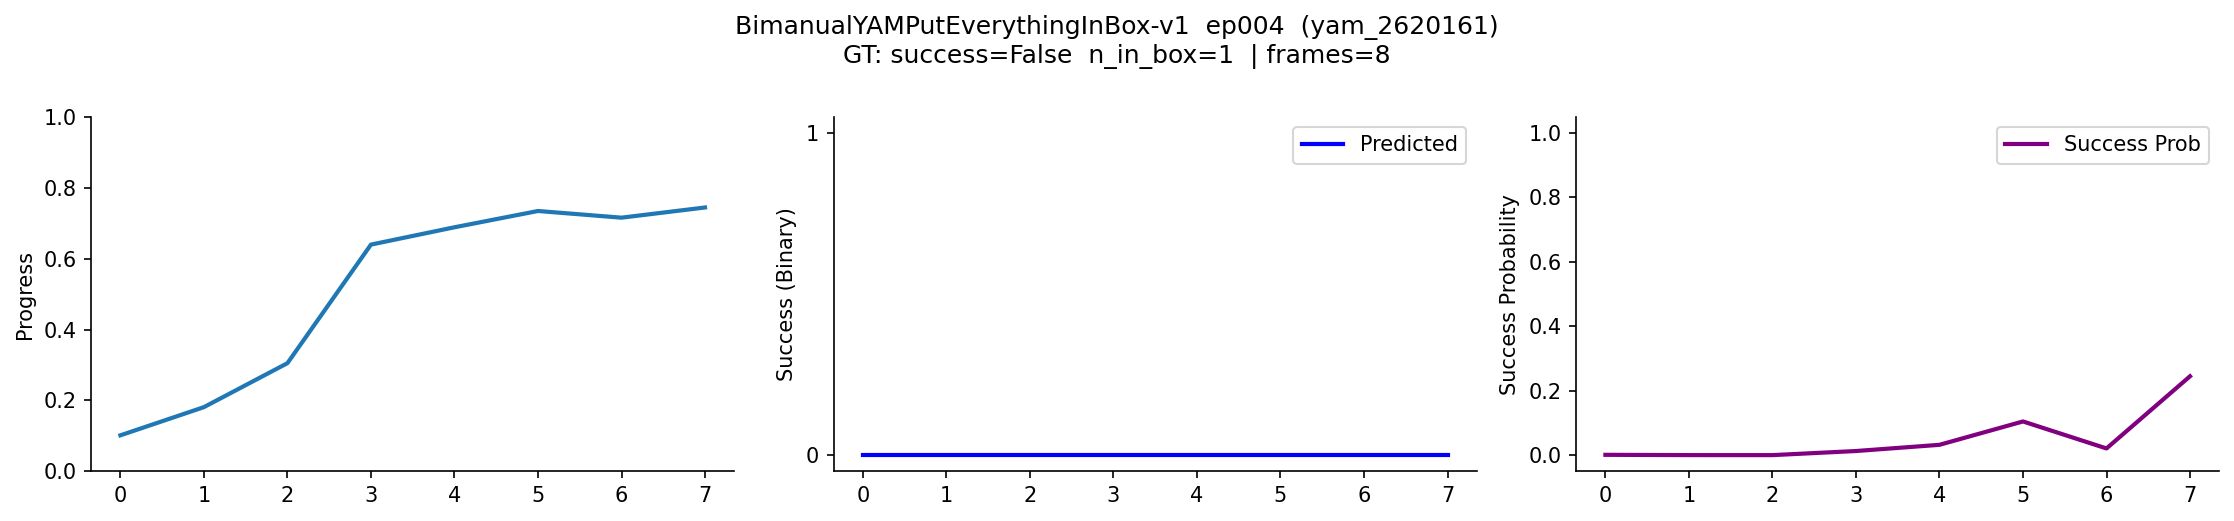 BimanualYAMPutEverythingInBox-v1  ep004  (yam_2620161)
GT: success=False  n_in_box=1  | frames=8
Progress
1.0
0.8
0.6
0.4
0.2
0.0
0 1 2 3 4 5 6 7
Success (Binary)
1
0
Predicted
0 1 2 3 4 5 6 7
Success Probability
1.0
0.8
0.6
0.4
0.2
0.0
Success Prob
0 1 2 3 4 5 6 7